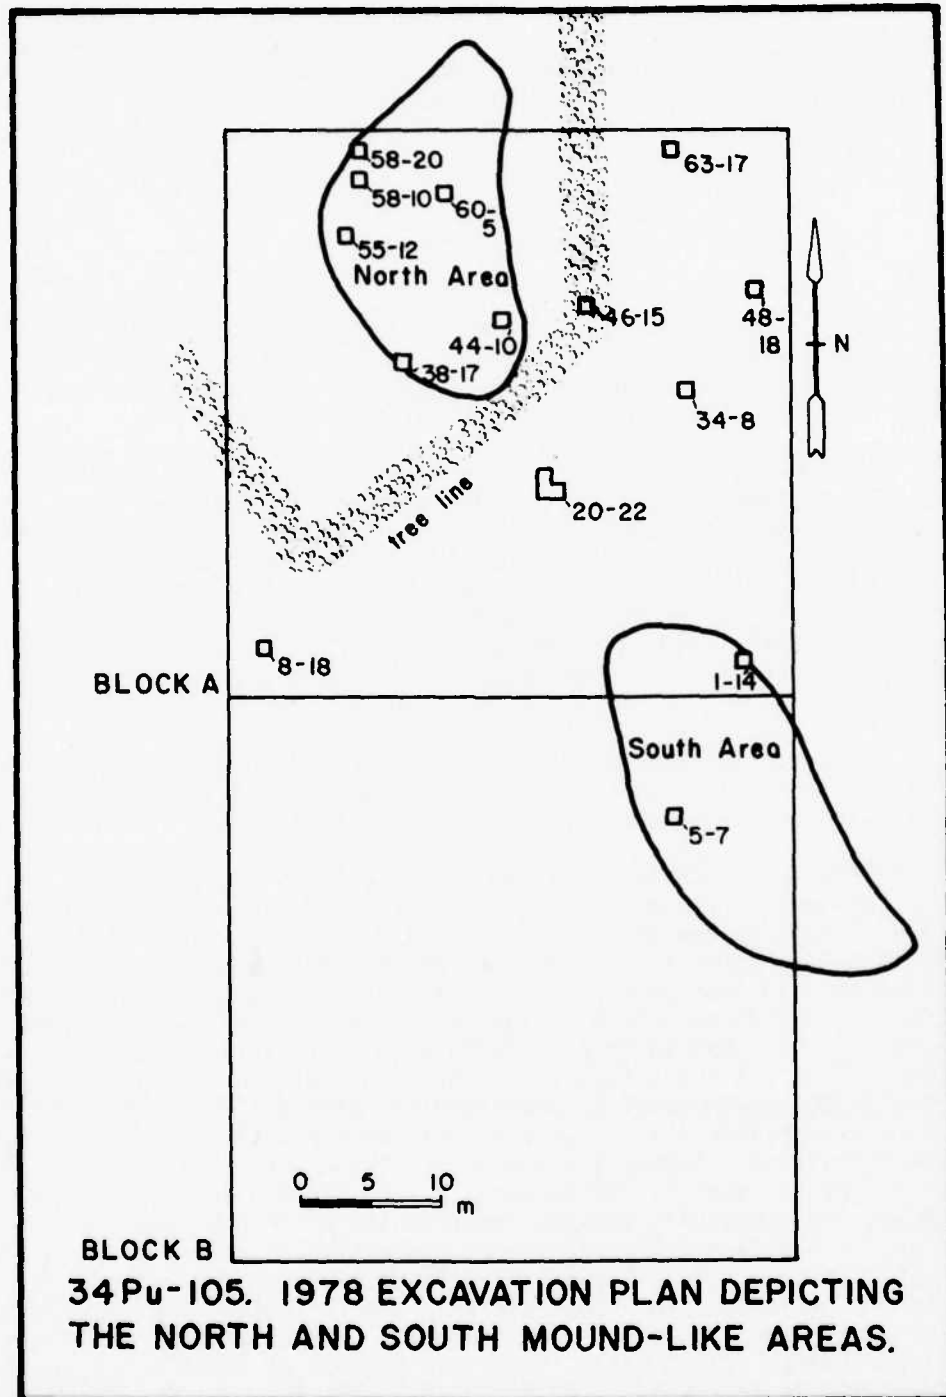 58-20
63-17
58-10
60-
5
55-12
North Area
46-15
48-
18
N
44-10
38-17
34-8
tree line
20-22
8-18
BLOCK A
1-14
South Area
5-7
0 5 10
m
BLOCK B
34Pu-105. 1978 EXCAVATION PLAN DEPICTING
THE NORTH AND SOUTH MOUND-LIKE AREAS.